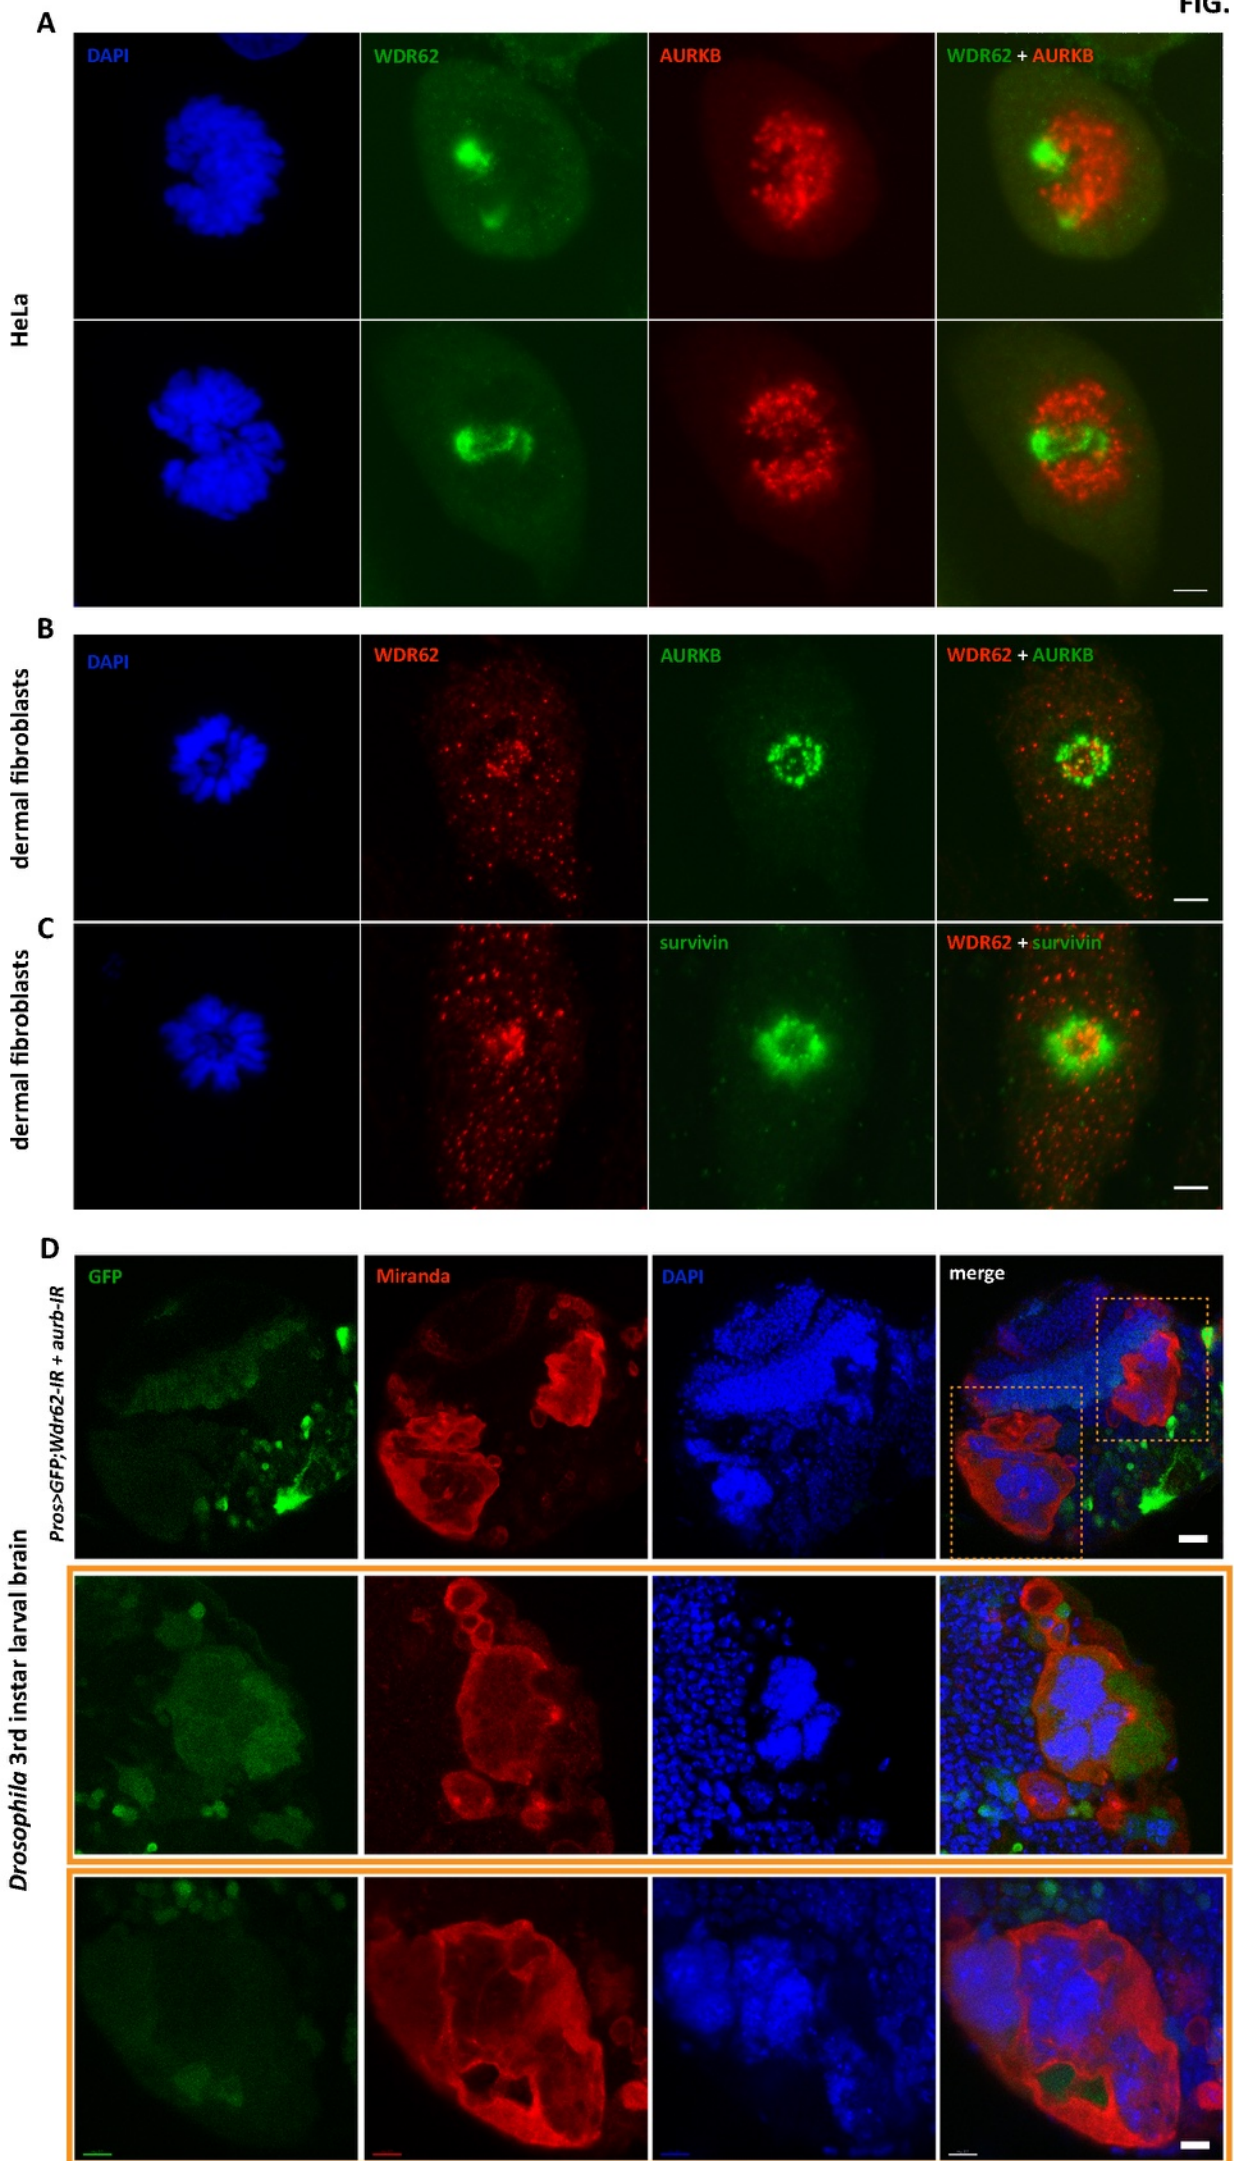 FIG.
A
DAPI
WDR62
AURKB
WDR62 + AURKB
HeLa
B
DAPI
WDR62
AURKB
WDR62 + AURKB
dermal fibroblasts
C
survivin
WDR62 + survivin
dermal fibroblasts
D
GFP
Miranda
DAPI
merge
Pros>GFP;Wdr62-IR + aurb-IR
Drosophila 3rd instar larval brain